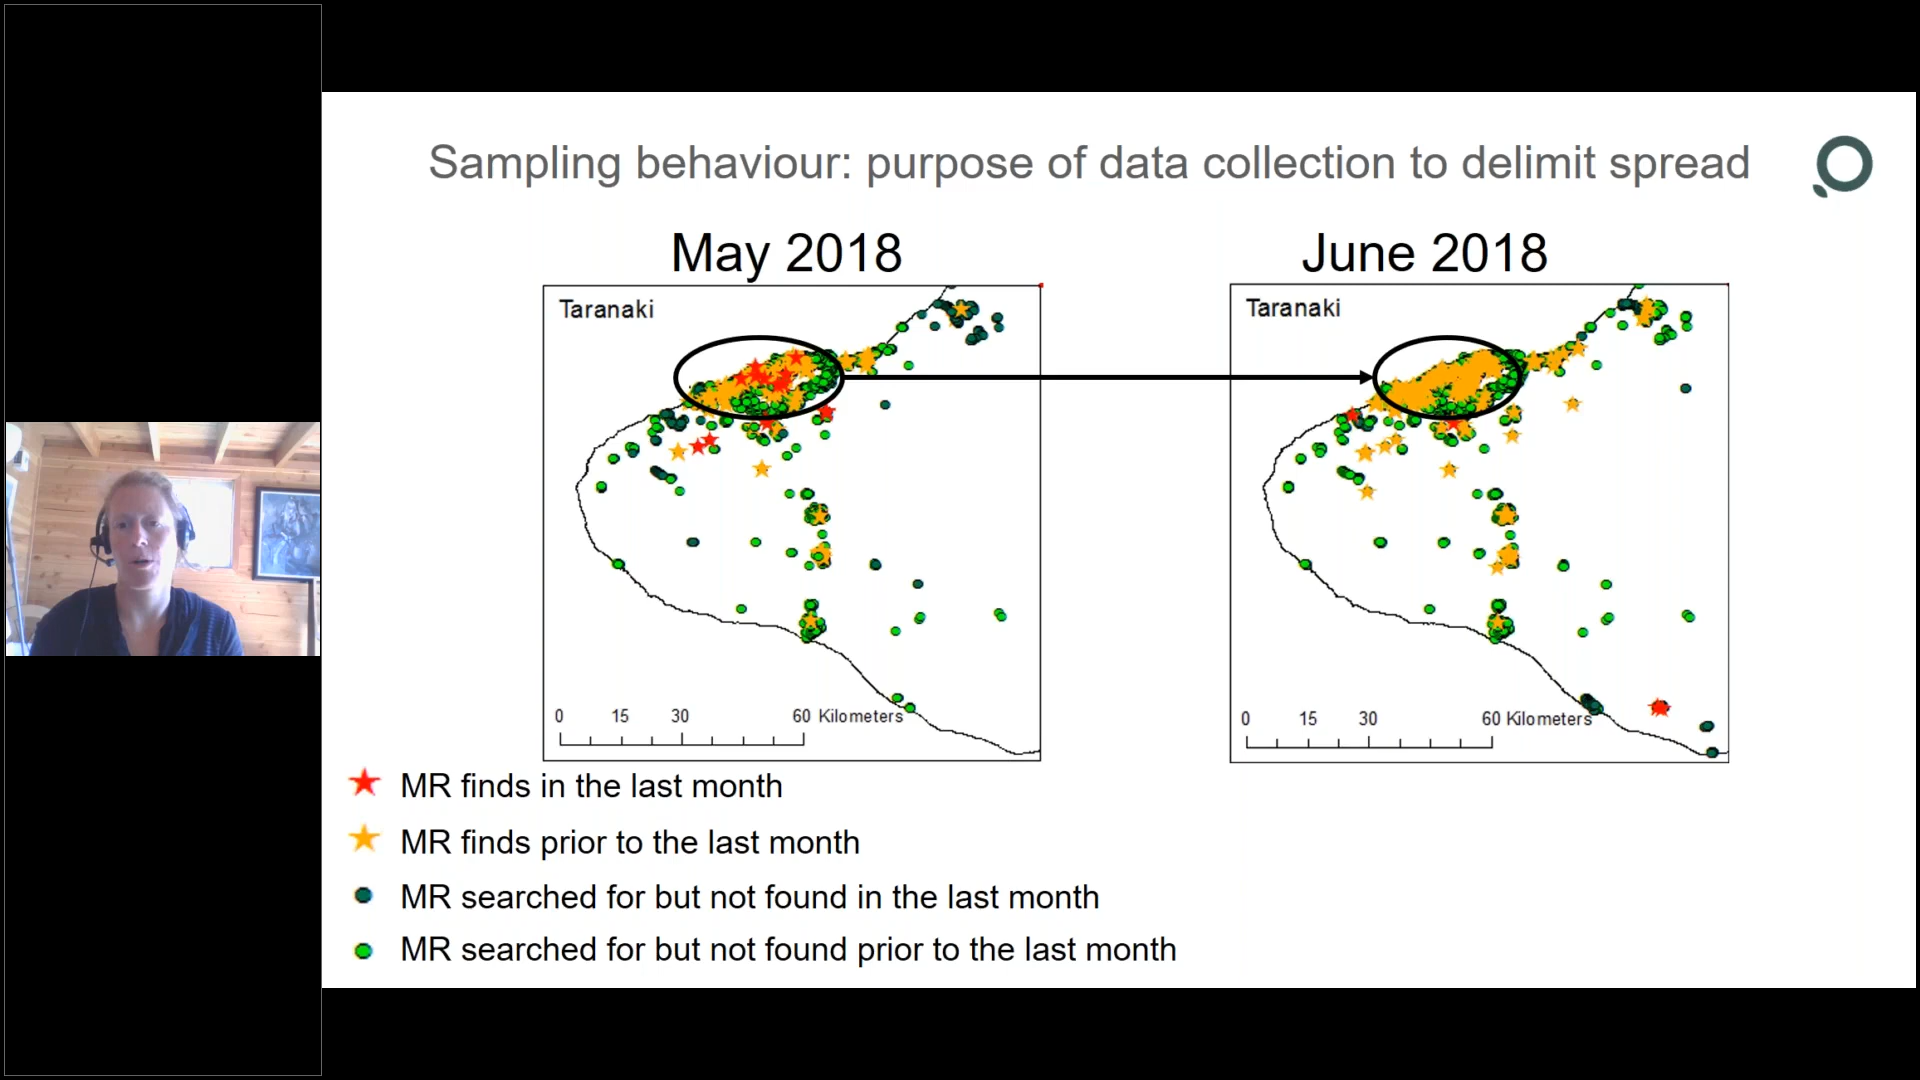 Sampling behaviour: purpose of data collection to delimit spread
May 2018
June 2018
Taranaki
0 15 30 60 Kilometers
Taranaki
0 15 30 60 Kilometers
MR finds in the last month
MR finds prior to the last month
MR searched for but not found in the last month
MR searched for but not found prior to the last month